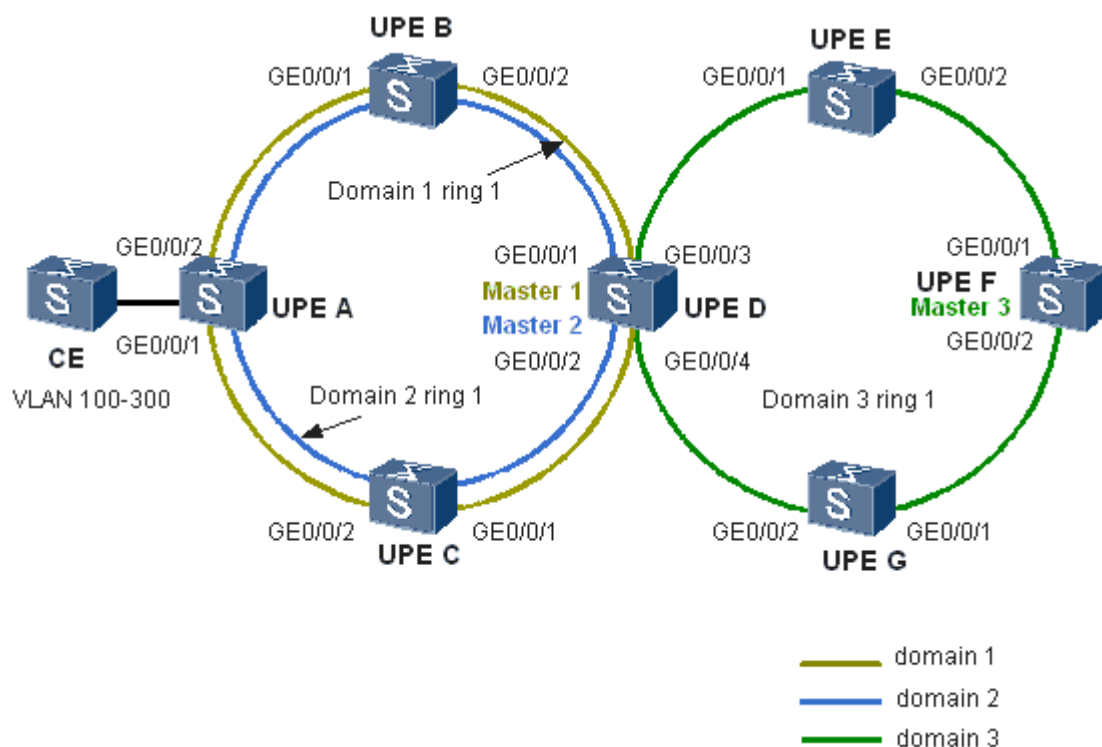 UPE B
UPE E
GE0/0/1
GE0/0/2
GE0/0/1
GE0/0/2
S
S
Domain 1 ring 1
GE0/0/2
GE0/0/1
GE0/0/3
GE0/0/1
S
S
UPE A
Master 1
S
UPE D
UPE F
S
Master 3
Master 2
CE
GE0/0/1
GE0/0/2
GE0/0/4
GE0/0/2
VLAN 100-300
Domain 2 ring 1
Domain 3 ring 1
S
S
GE0/0/2
GE0/0/1
GE0/0/2
GE0/0/1
UPE C
UPE G
domain 1
domain 2
domain 3